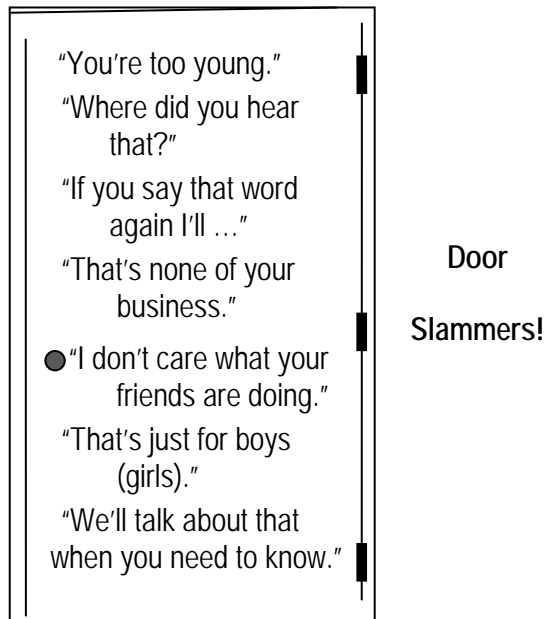 "You're too young."
"Where did you hear
that?"
"If you say that word
again I'll …"
"That's none of your
business."
"I don't care what your
friends are doing."
"That's just for boys
(girls)."
"We'll talk about that
when you need to know."
Door
Slammers!